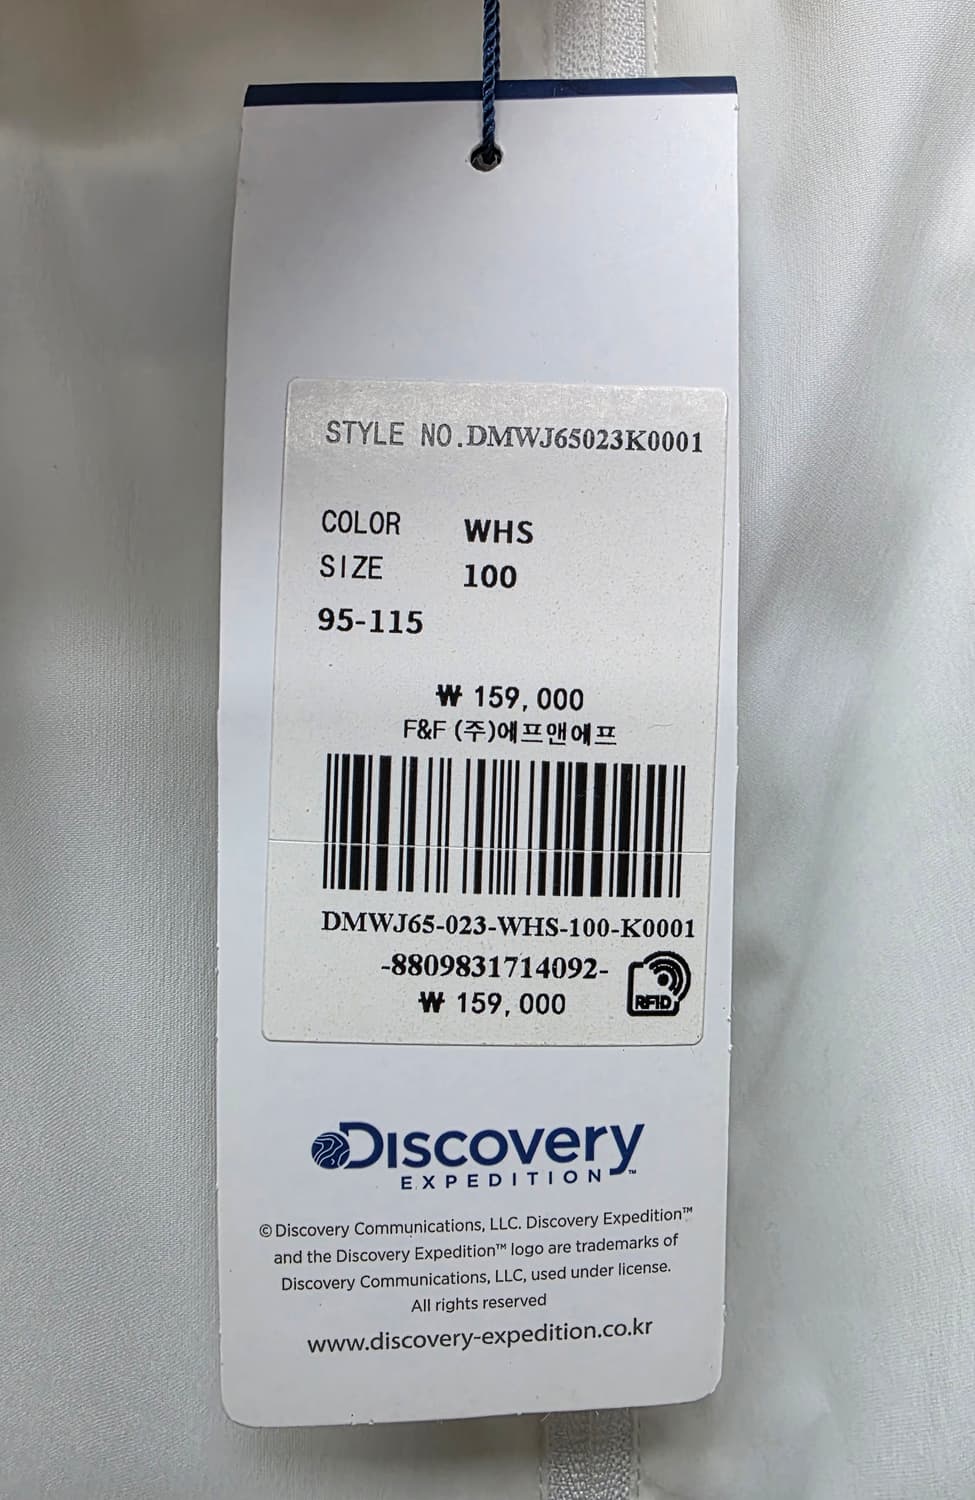 STYLE NO.DMWJ65023K0001
COLOR WHS
SIZE 100
95-115
₩ 159,000
F&F (주)에프앤에프
DMWJ65-023-WHS-100-K0001
-8809831714092-
₩ 159,000
RFID
Discovery
EXPEDITION™
© Discovery Communications, LLC. Discovery Expedition™
and the Discovery Expedition™ logo are trademarks of
Discovery Communications, LLC, used under license.
All rights reserved
www.discovery-expedition.co.kr